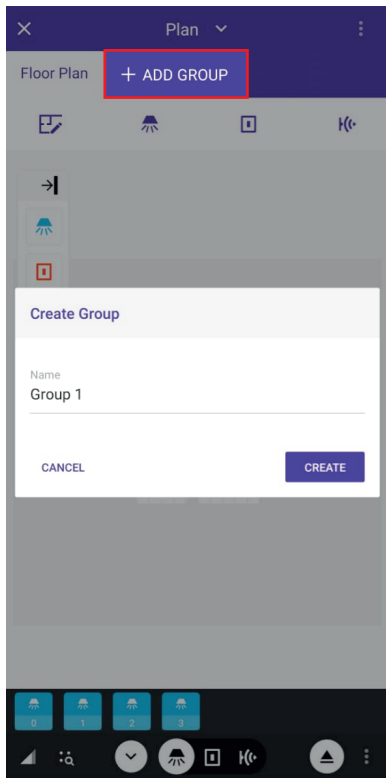 Plan
Floor Plan + ADD GROUP
Create Group
Name
Group 1
CANCEL CREATE
0 1 2 3